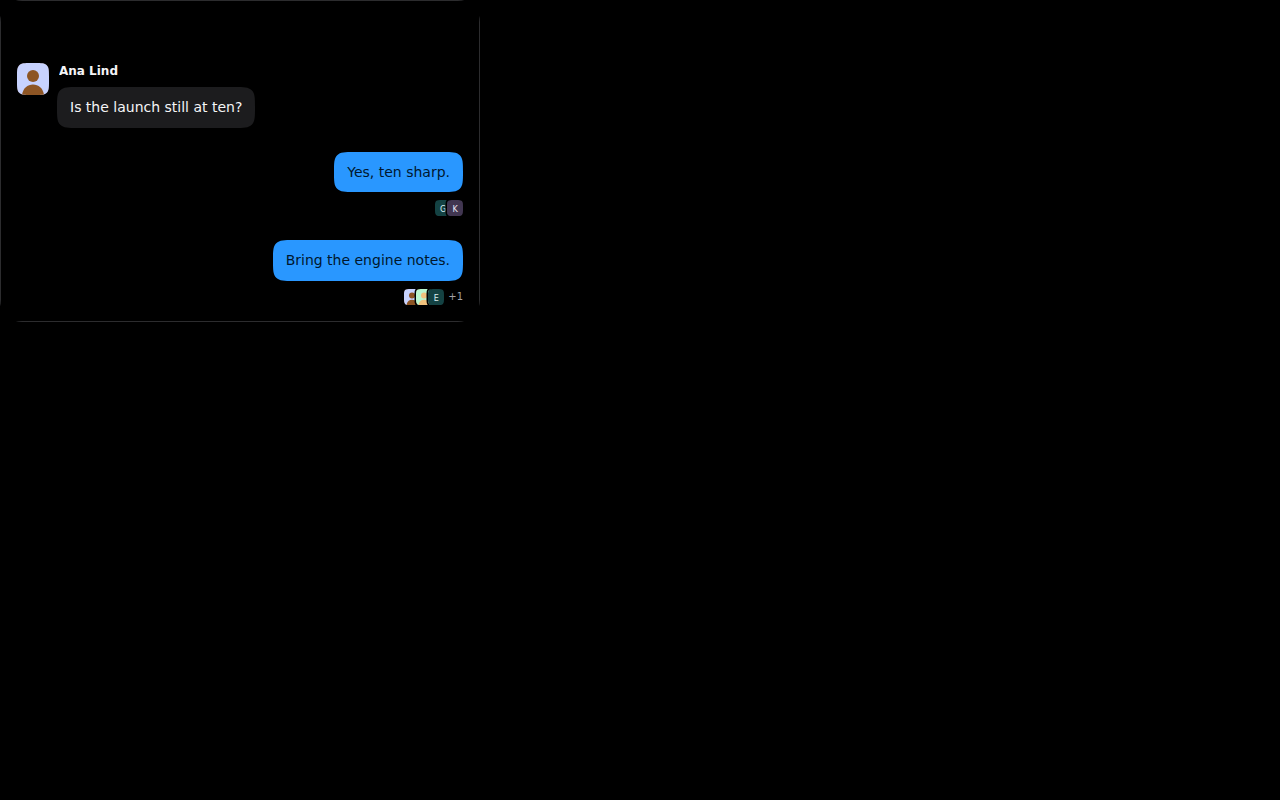 Ana Lind
Is the launch still at ten?
Yes, ten sharp.
G K
Bring the engine notes.
E +1